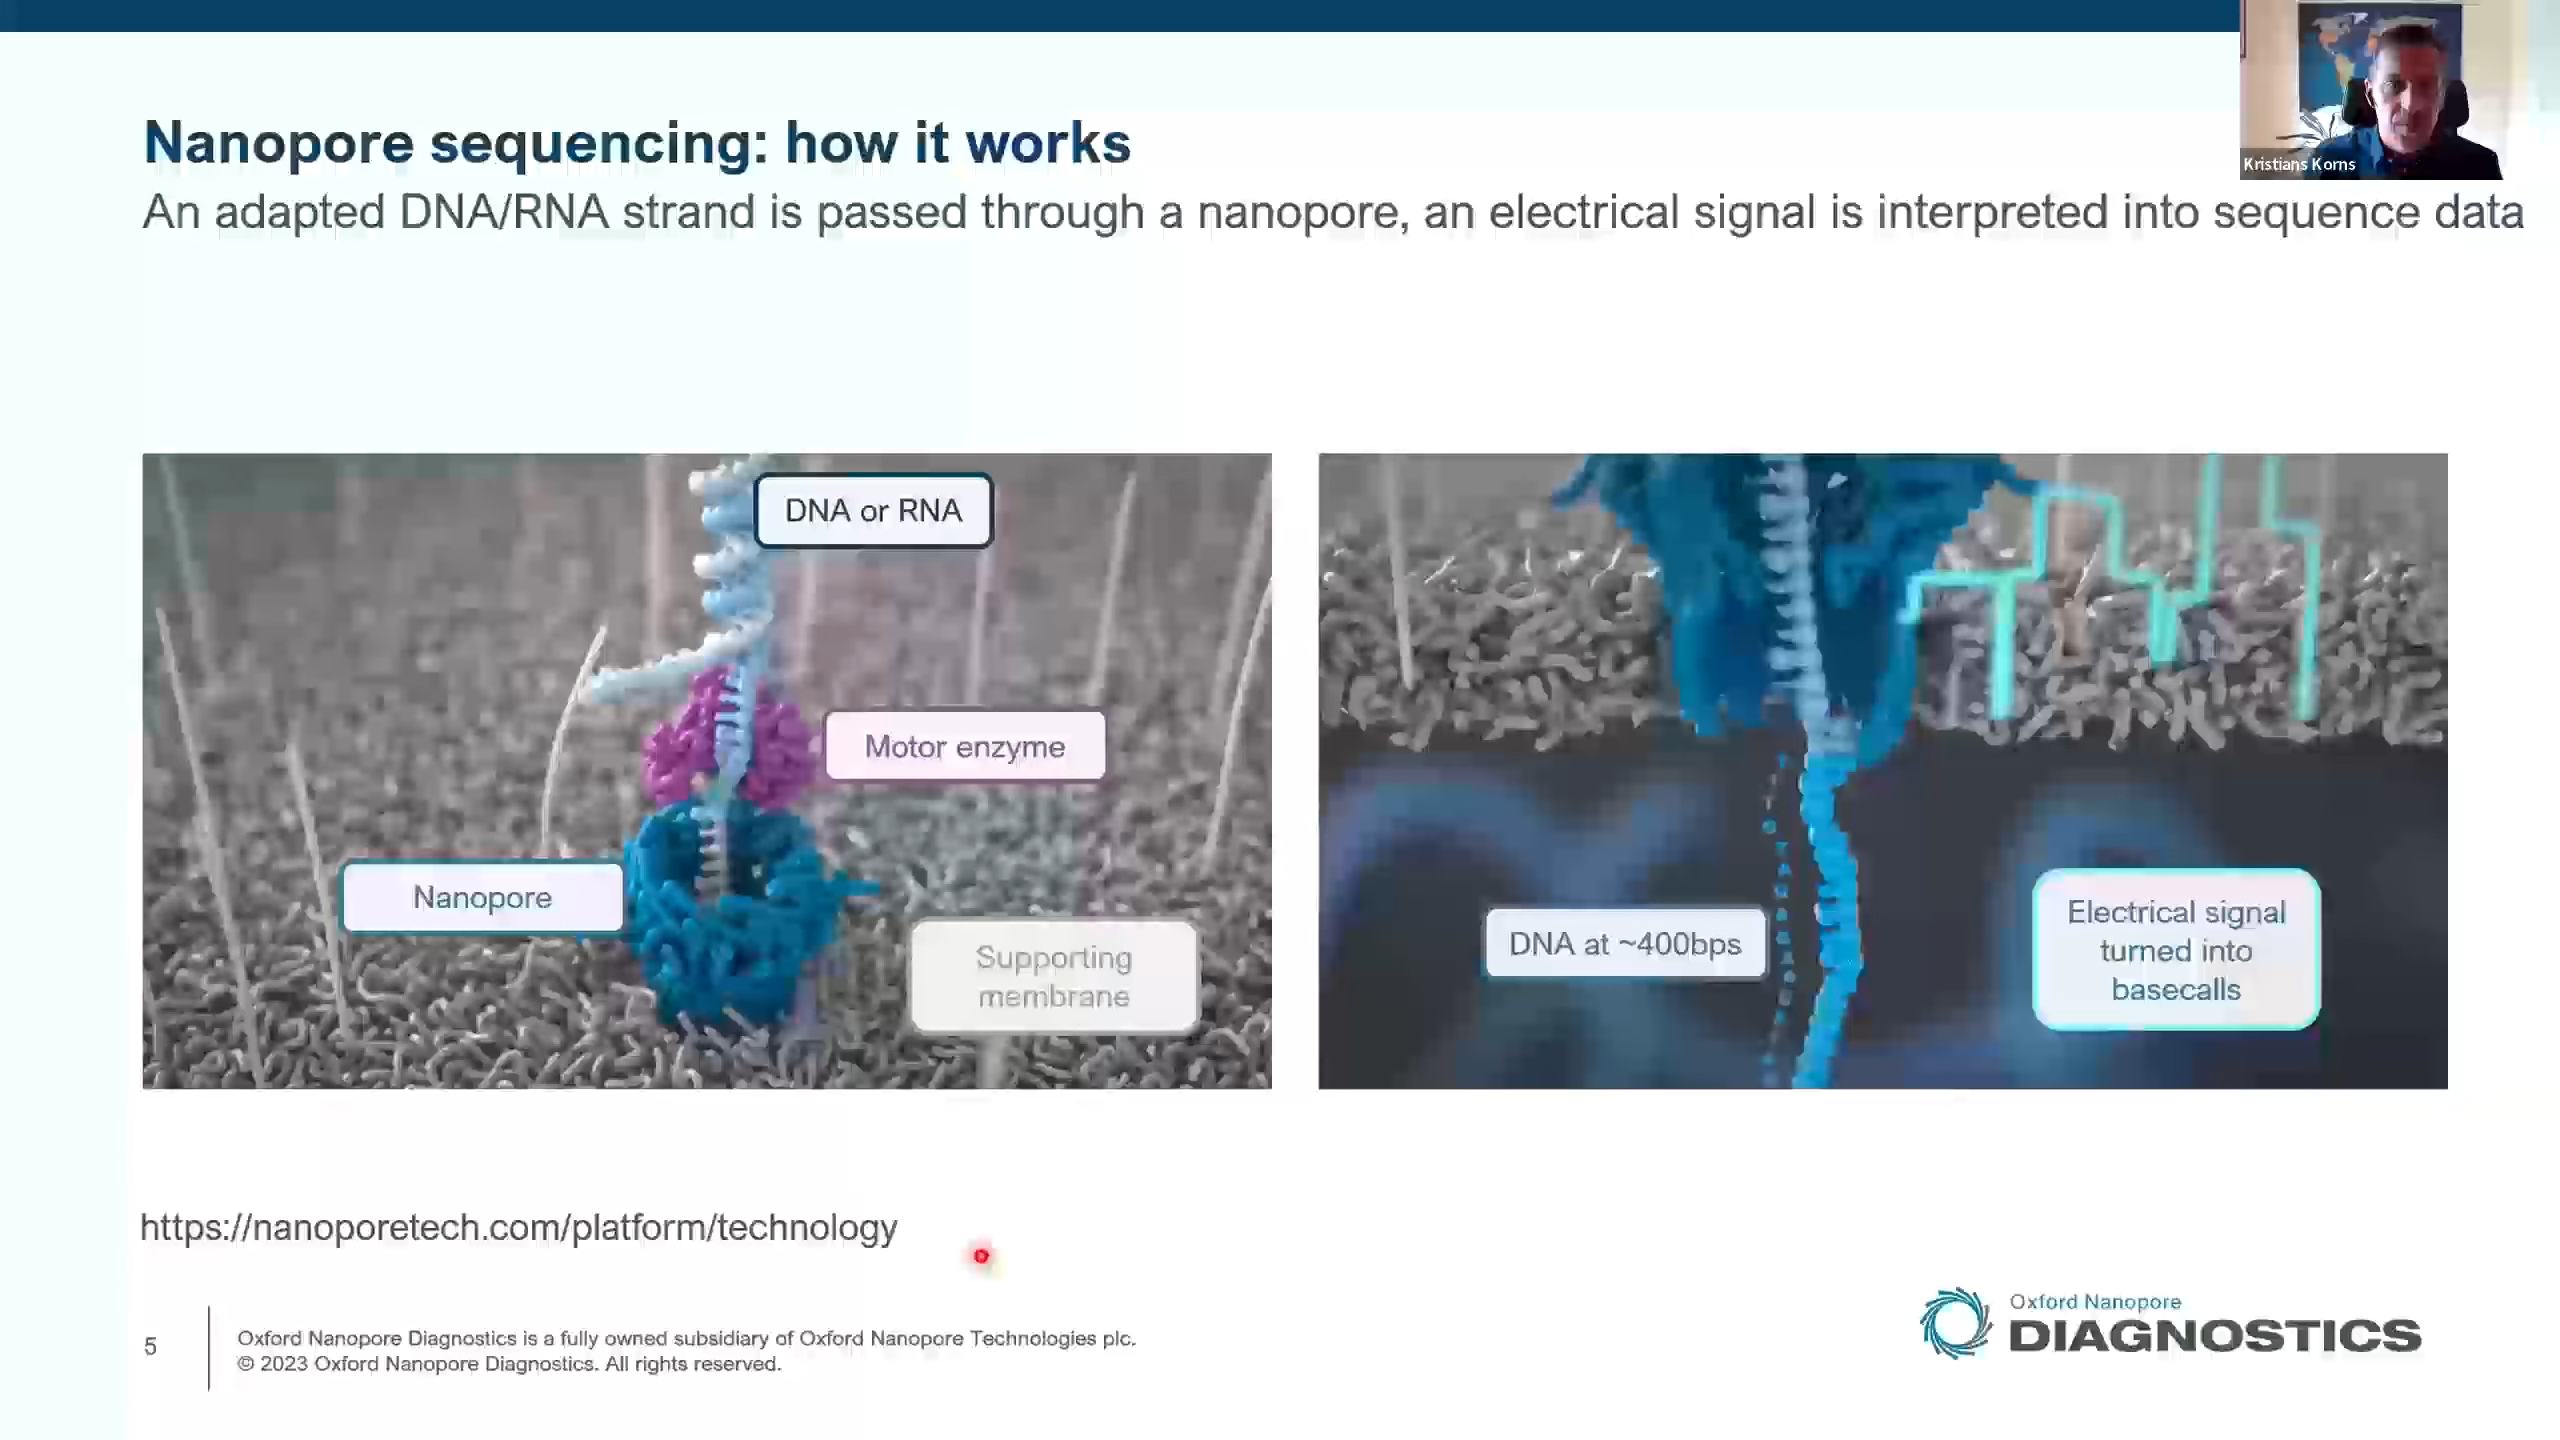 Kristians Korns
Nanopore sequencing: how it works
An adapted DNA/RNA strand is passed through a nanopore, an electrical signal is interpreted into sequence data
DNA or RNA
Motor enzyme
Nanopore
Supporting
membrane
DNA at ~400bps
Electrical signal
turned into
basecalls
https://nanoporetech.com/platform/technology
5
Oxford Nanopore Diagnostics is a fully owned subsidiary of Oxford Nanopore Technologies plc.
© 2023 Oxford Nanopore Diagnostics. All rights reserved.
Oxford Nanopore
DIAGNOSTICS